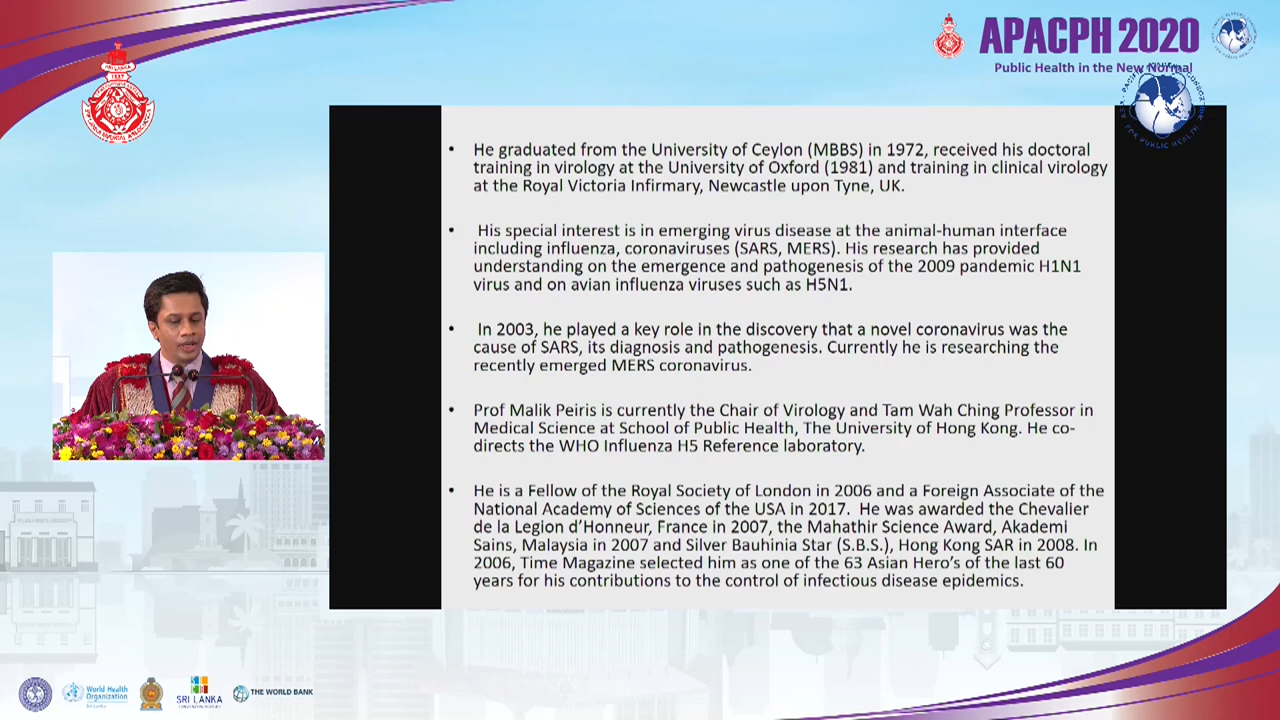 APACPH 2020
Public Health in the New Normal
SRI LANKA
1887
• He graduated from the University of Ceylon (MBBS) in 1972, received his doctoral
training in virology at the University of Oxford (1981) and training in clinical virology
at the Royal Victoria Infirmary, Newcastle upon Tyne, UK.
• His special interest is in emerging virus disease at the animal-human interface
including influenza, coronaviruses (SARS, MERS). His research has provided
understanding on the emergence and pathogenesis of the 2009 pandemic H1N1
virus and on avian influenza viruses such as H5N1.
• In 2003, he played a key role in the discovery that a novel coronavirus was the
cause of SARS, its diagnosis and pathogenesis. Currently he is researching the
recently emerged MERS coronavirus.
• Prof Malik Peiris is currently the Chair of Virology and Tam Wah Ching Professor in
Medical Science at School of Public Health, The University of Hong Kong. He co-
directs the WHO Influenza H5 Reference laboratory.
• He is a Fellow of the Royal Society of London in 2006 and a Foreign Associate of the
National Academy of Sciences of the USA in 2017.  He was awarded the Chevalier
de la Legion d’Honneur, France in 2007, the Mahathir Science Award, Akademi
Sains, Malaysia in 2007 and Silver Bauhinia Star (S.B.S.), Hong Kong SAR in 2008. In
2006, Time Magazine selected him as one of the 63 Asian Hero’s of the last 60
years for his contributions to the control of infectious disease epidemics.
World Health
Organization
Sri Lanka
SRI LANKA
THE WORLD BANK